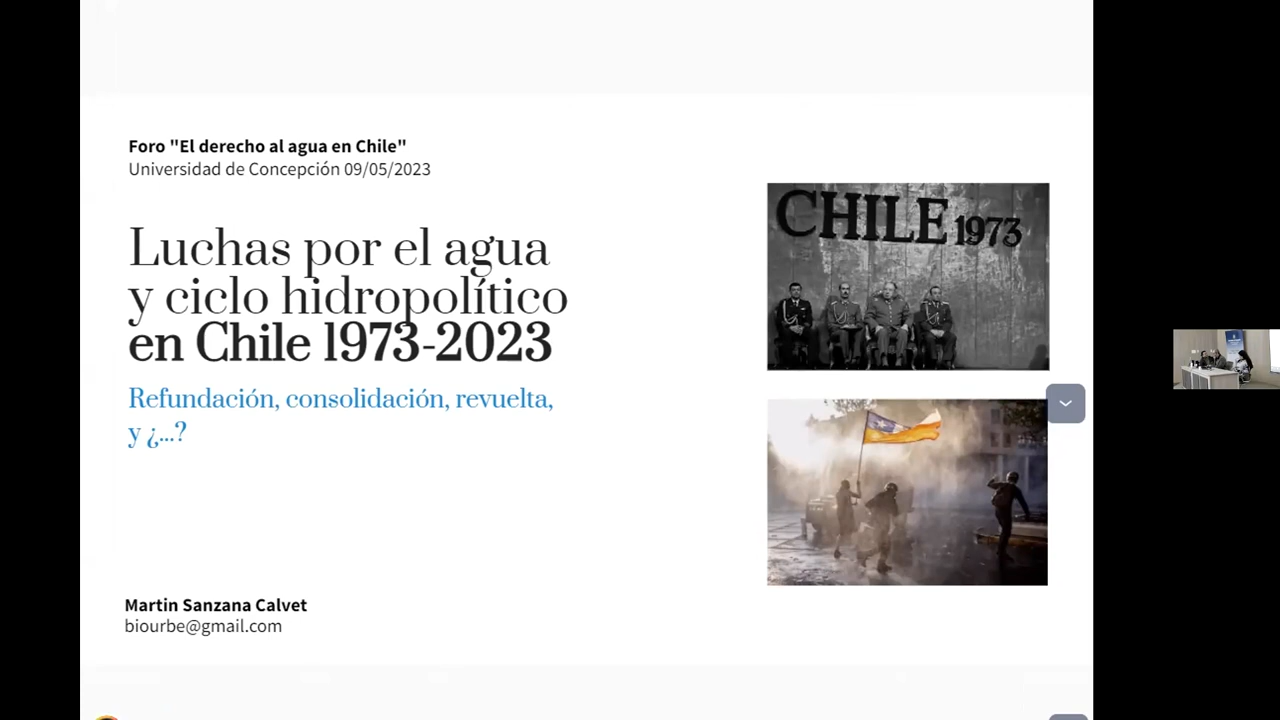 Foro "El derecho al agua en Chile"
Universidad de Concepción 09/05/2023
Luchas por el agua
y ciclo hidropolítico
en Chile 1973-2023
Refundación, consolidación, revuelta,
y ¿...?
CHILE 1973
Martin Sanzana Calvet
biourbe@gmail.com